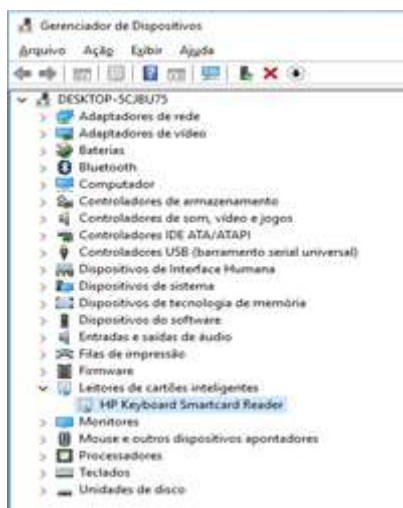 Gerenciador de Dispositivos
Arquivo Ação Exibir Ajuda
DESKTOP-5CJBU75
Adaptadores de rede
Adaptadores de vídeo
Baterias
Bluetooth
Computador
Controladores de armazenamento
Controladores de som, vídeo e jogos
Controladores IDE ATA/ATAPI
Controladores USB (barramento serial universal)
Dispositivos de Interface Humana
Dispositivos de sistema
Dispositivos de tecnologia de memória
Dispositivos do software
Entradas e saídas de áudio
Filas de impressão
Firmware
Leitores de cartões inteligentes
HP Keyboard Smartcard Reader
Monitores
Mouse e outros dispositivos apontadores
Processadores
Teclados
Unidades de disco